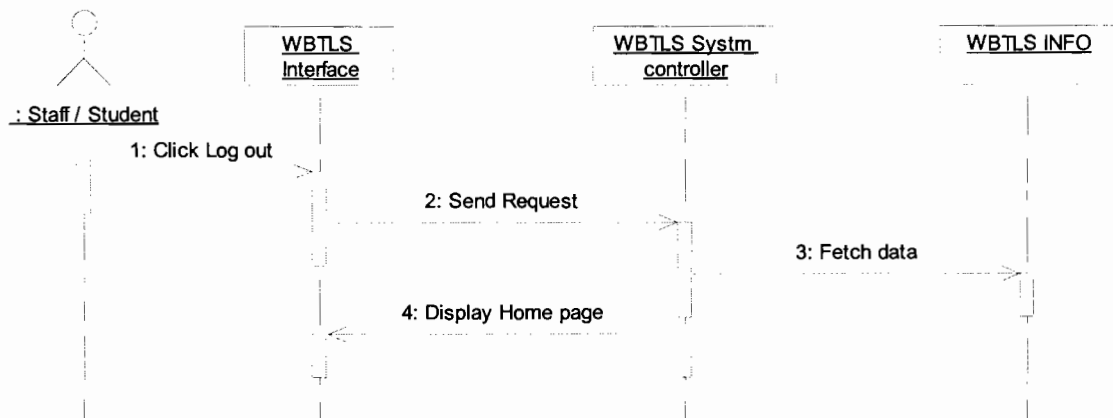 WBTLS
Interface
WBTLS Systm
controller
WBTLS INFO
: Staff / Student
1: Click Log out
2: Send Request
3: Fetch data
4: Display Home page